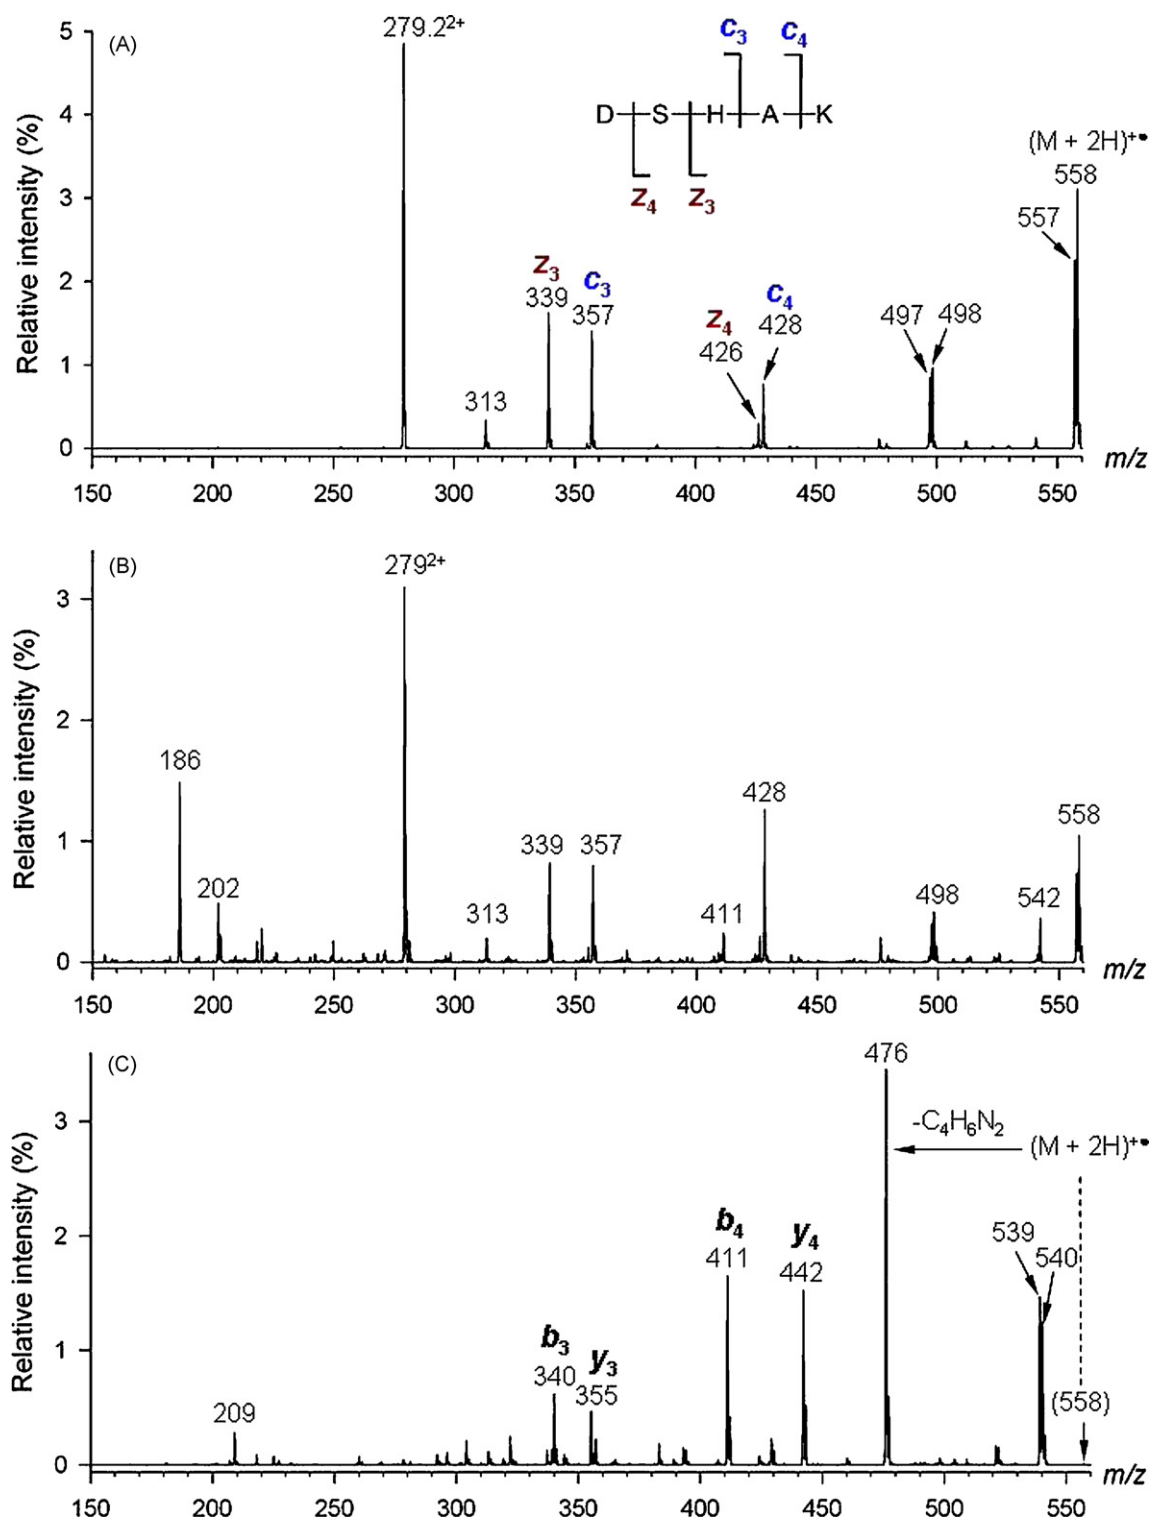 (A)
Relative intensity (%)
5
4
3
2
1
0
279.2²⁺
c₃ c₄
D S H A K
z₄ z₃
(M + 2H)⁺•
558
557
z₃
339
c₃
357
313
z₄
426
c₄
428
497 498
m/z
150 200 250 300 350 400 450 500 550
(B)
Relative intensity (%)
3
2
1
0
279²⁺
186
202
313
339 357
411
428
498
542
558
m/z
150 200 250 300 350 400 450 500 550
(C)
Relative intensity (%)
3
2
1
0
476
-C₄H₆N₂
(M + 2H)⁺•
b₄
411
y₄
442
539
540
b₃
340
y₃
355
209
(558)
m/z
150 200 250 300 350 400 450 500 550